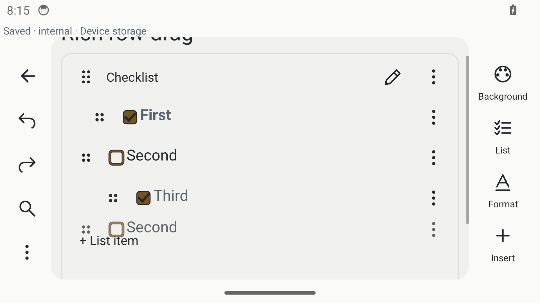 8:15
Saved · internal · Device storage
Rich row drag
Checklist
First
Second
Third
Second
+ List item
Background
List
Format
Insert